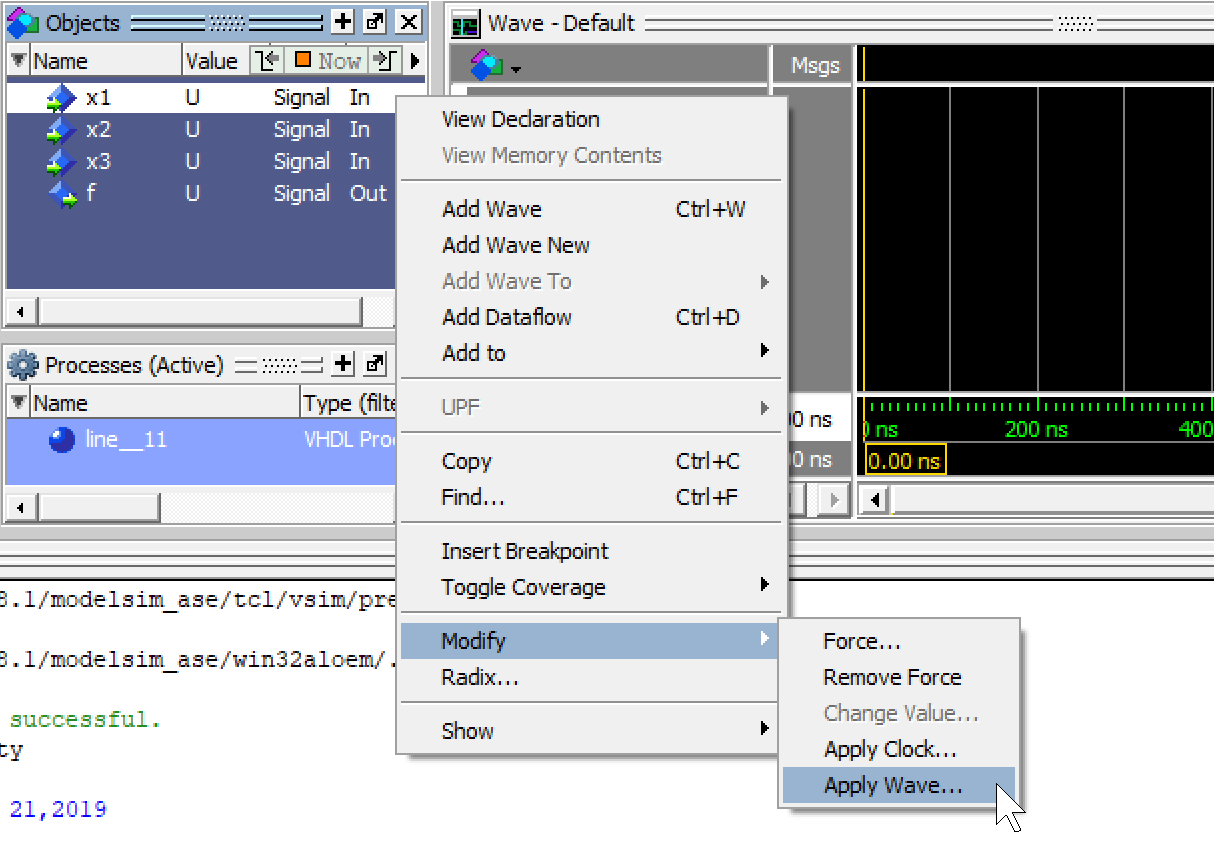 Objects
Name Value Now
x1 U Signal In
x2 U Signal In
x3 U Signal In
f U Signal Out
Processes (Active)
Name Type (filte
line__11 VHDL Pro
Wave - Default
Msgs
0 ns
0 ns
0 ns 200 ns 400
0.00 ns
View Declaration
View Memory Contents
Add Wave Ctrl+W
Add Wave New
Add Wave To
Add Dataflow Ctrl+D
Add to
UPF
Copy Ctrl+C
Find... Ctrl+F
Insert Breakpoint
Toggle Coverage
Modify
Radix...
Show
Force...
Remove Force
Change Value...
Apply Clock...
Apply Wave...
8.1/modelsim_ase/tcl/vsim/pre
8.1/modelsim_ase/win32aloem/.
successful.
ty
21,2019